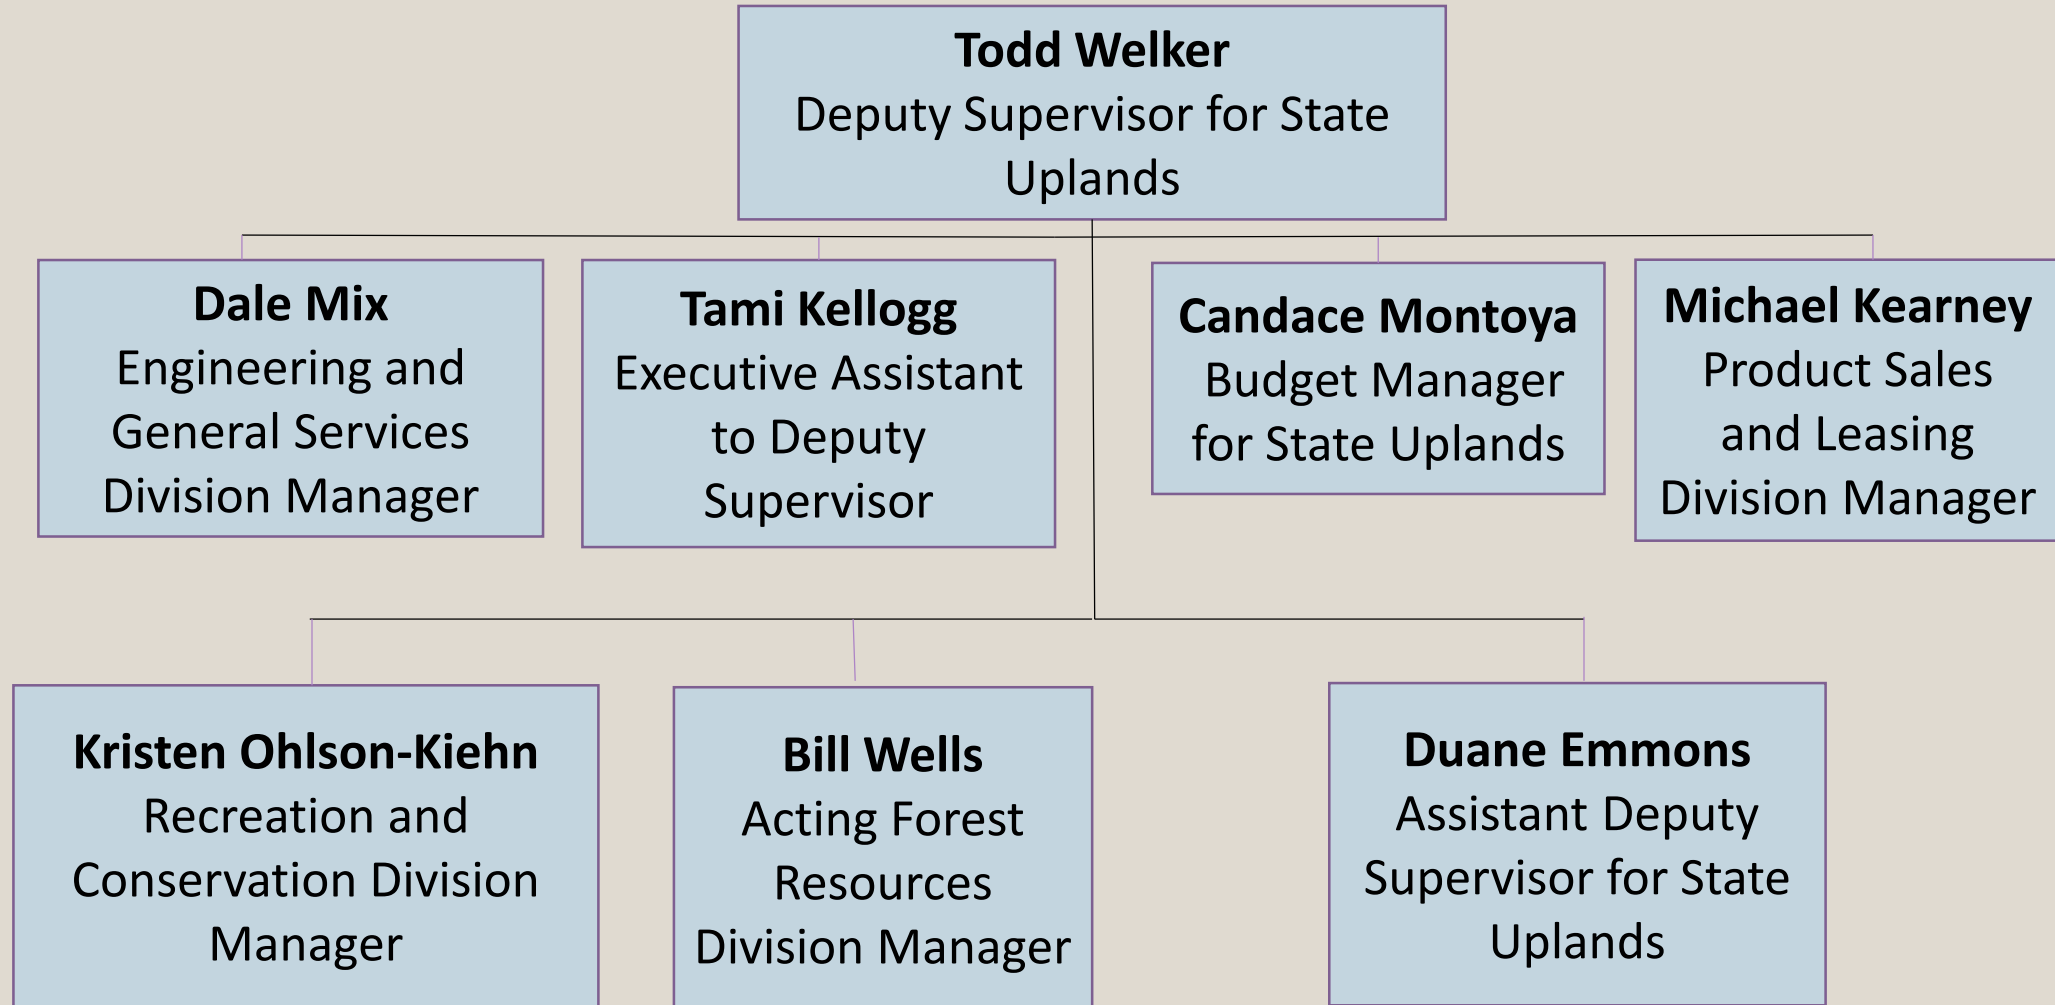 Todd Welker
Deputy Supervisor for State
Uplands
Dale Mix
Engineering and
General Services
Division Manager
Tami Kellogg
Executive Assistant
to Deputy
Supervisor
Candace Montoya
Budget Manager
for State Uplands
Michael Kearney
Product Sales
and Leasing
Division Manager
Kristen Ohlson-Kiehn
Recreation and
Conservation Division
Manager
Bill Wells
Acting Forest
Resources
Division Manager
Duane Emmons
Assistant Deputy
Supervisor for State
Uplands